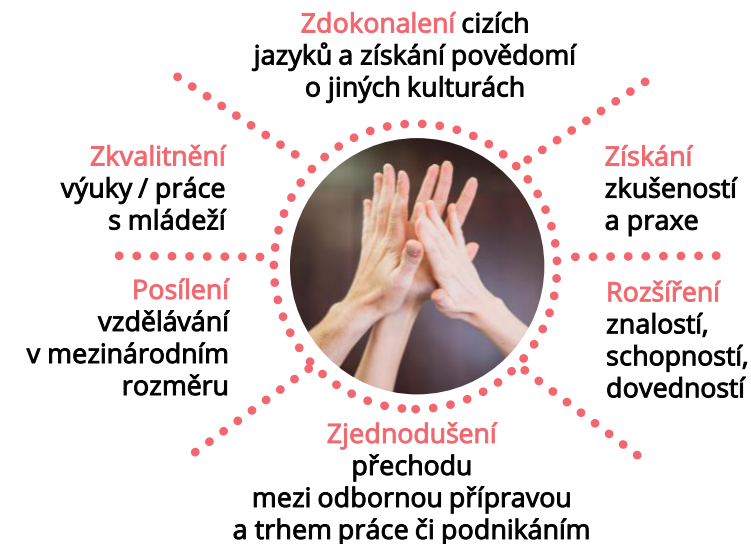 Zdokonalení cizích
jazyků a získání povědomí
o jiných kulturách
Zkvalitnění
výuky / práce
s mládeží
Získání
zkušeností
a praxe
Posílení
vzdělávání
v mezinárodním
rozměru
Rozšíření
znalostí,
schopností,
dovedností
Zjednodušení
přechodu
mezi odbornou přípravou
a trhem práce či podnikáním